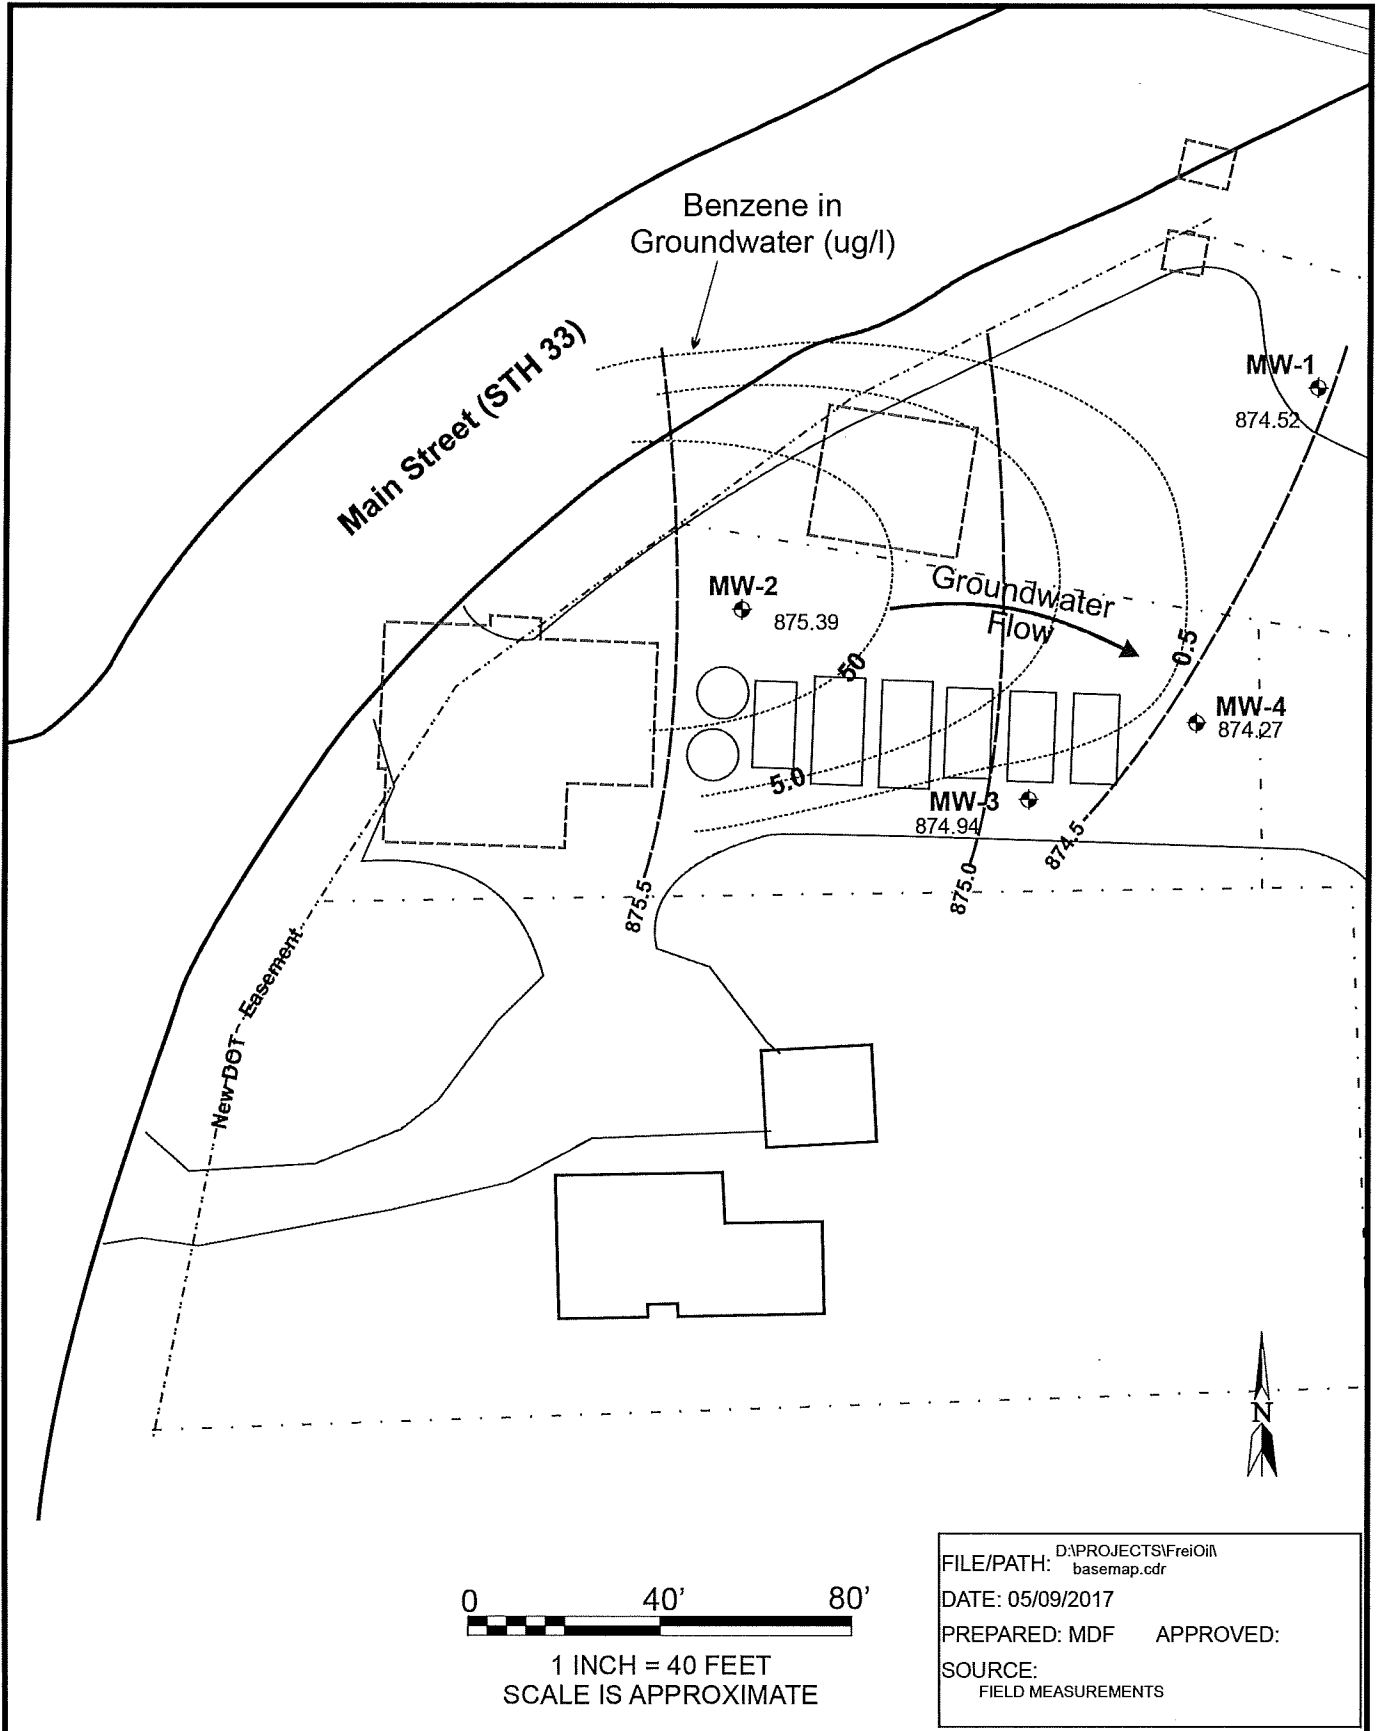 Benzene in
Groundwater (ug/l)
Main Street (STH 33)
MW-1
874.52
MW-2
875.39
Groundwater
Flow
50
0.5
MW-4
874.27
5.0
MW-3
874.94
874.5
875.0
875.5
New DOT Easement
N
0 40' 80'
1 INCH = 40 FEET
SCALE IS APPROXIMATE
FILE/PATH: D:\PROJECTS\FreiOil\
basemap.cdr
DATE: 05/09/2017
PREPARED: MDF APPROVED:
SOURCE:
FIELD MEASUREMENTS